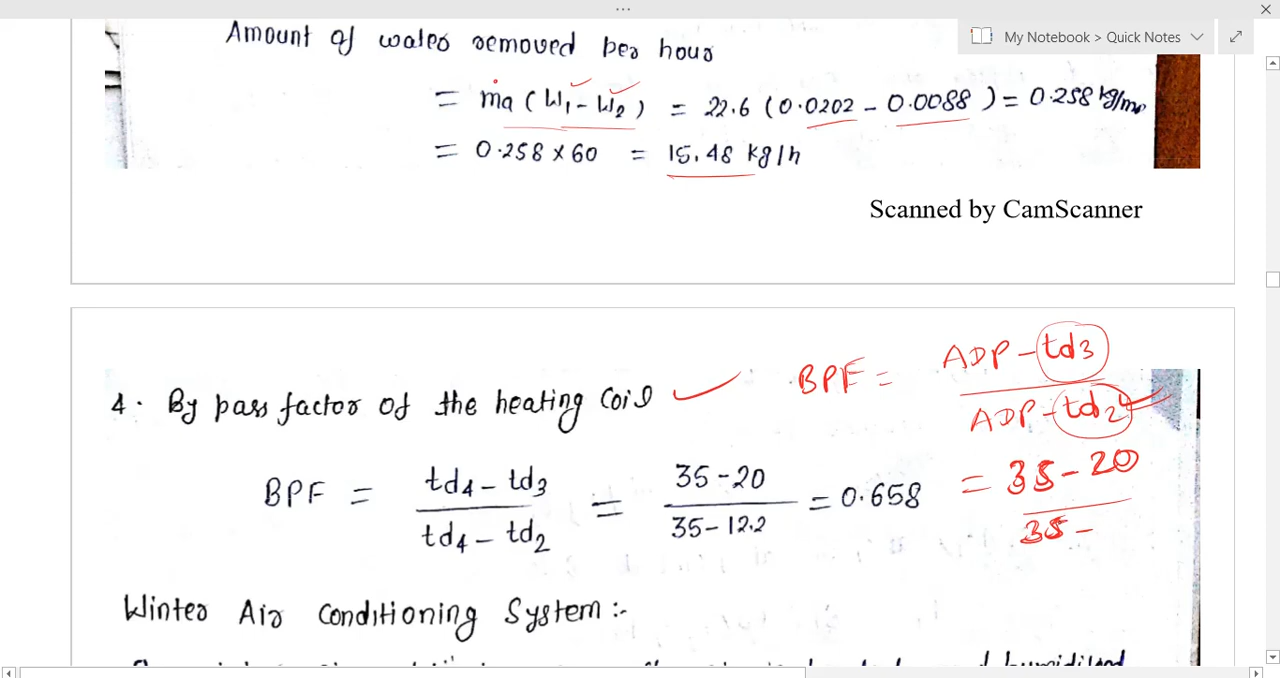 My Notebook > Quick Notes
Amount of water removed per hour
= ṁa (W1 - W2) = 22.6 (0.0202 - 0.0088) = 0.258 kg/m
= 0.258 x 60 = 15.48 kg/h
Scanned by CamScanner
4. By pass factor of the heating Coil
BPF = (td4 - td3) / (td4 - td2) = (35 - 20) / (35 - 12.2) = 0.658
BPF = (ADP - td3) / (ADP - td2)
= 35 - 20 / 35 -
Winter Air Conditioning System :-